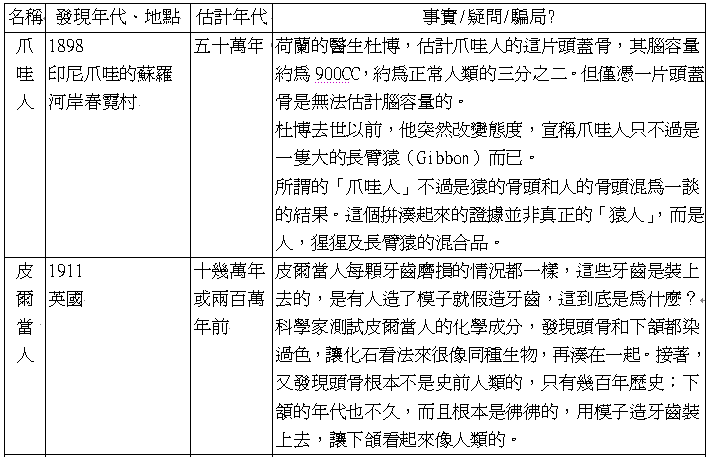 名稱 發現年代、地點 估計年代 事實/疑問/騙局?
爪哇人
1898
印尼爪哇的蘇羅
河岸春霓村
五十萬年
荷蘭的醫生杜博，估計爪哇人的這片頭蓋骨，其腦容量
約為 900CC，約為正常人類的三分之二。但僅憑一片頭蓋
骨是無法估計腦容量的。
杜博去世以前，他突然改變態度，宣稱爪哇人只不過是
一隻大的長臂猿（Gibbon）而已。
所謂的「爪哇人」不過是猿的骨頭和人的骨頭混為一談
的結果。這個拼湊起來的證據並非真正的「猿人」，而是
人，猩猩及長臂猿的混合品。
皮爾當人
1911
英國
十幾萬年
或兩百萬
年前
皮爾當人每顆牙齒磨損的情況都一樣，這些牙齒是裝上
去的，是有人造了模子就假造牙齒，這到底是為什麼？
科學家測試皮爾當人的化學成分，發現頭骨和下頜都染
過色，讓化石看法來很像同種生物，再湊在一起。接著，
又發現頭骨根本不是史前人類的，只有幾百年歷史；下
頜的年代也不久，而且根本是彿彿的，用模子造牙齒裝
上去，讓下頜看起來像人類的。